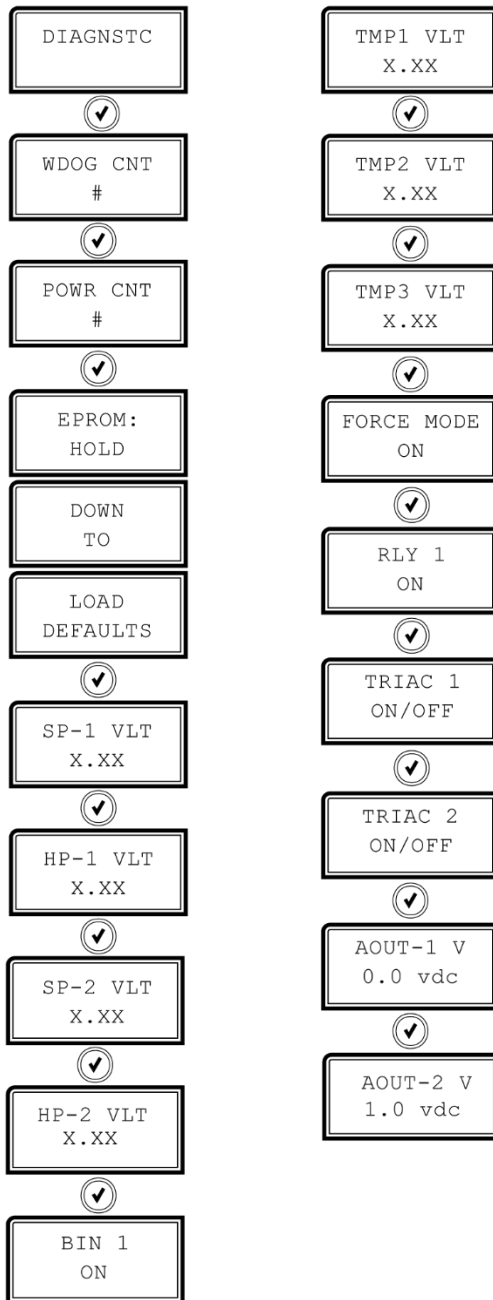 DIAGNSTC
WDOG CNT
#
POWR CNT
#
EPROM:
HOLD
DOWN
TO
LOAD
DEFAULTS
SP-1 VLT
X.XX
HP-1 VLT
X.XX
SP-2 VLT
X.XX
HP-2 VLT
X.XX
BIN 1
ON
TMP1 VLT
X.XX
TMP2 VLT
X.XX
TMP3 VLT
X.XX
FORCE MODE
ON
RLY 1
ON
TRIAC 1
ON/OFF
TRIAC 2
ON/OFF
AOUT-1 V
0.0 vdc
AOUT-2 V
1.0 vdc